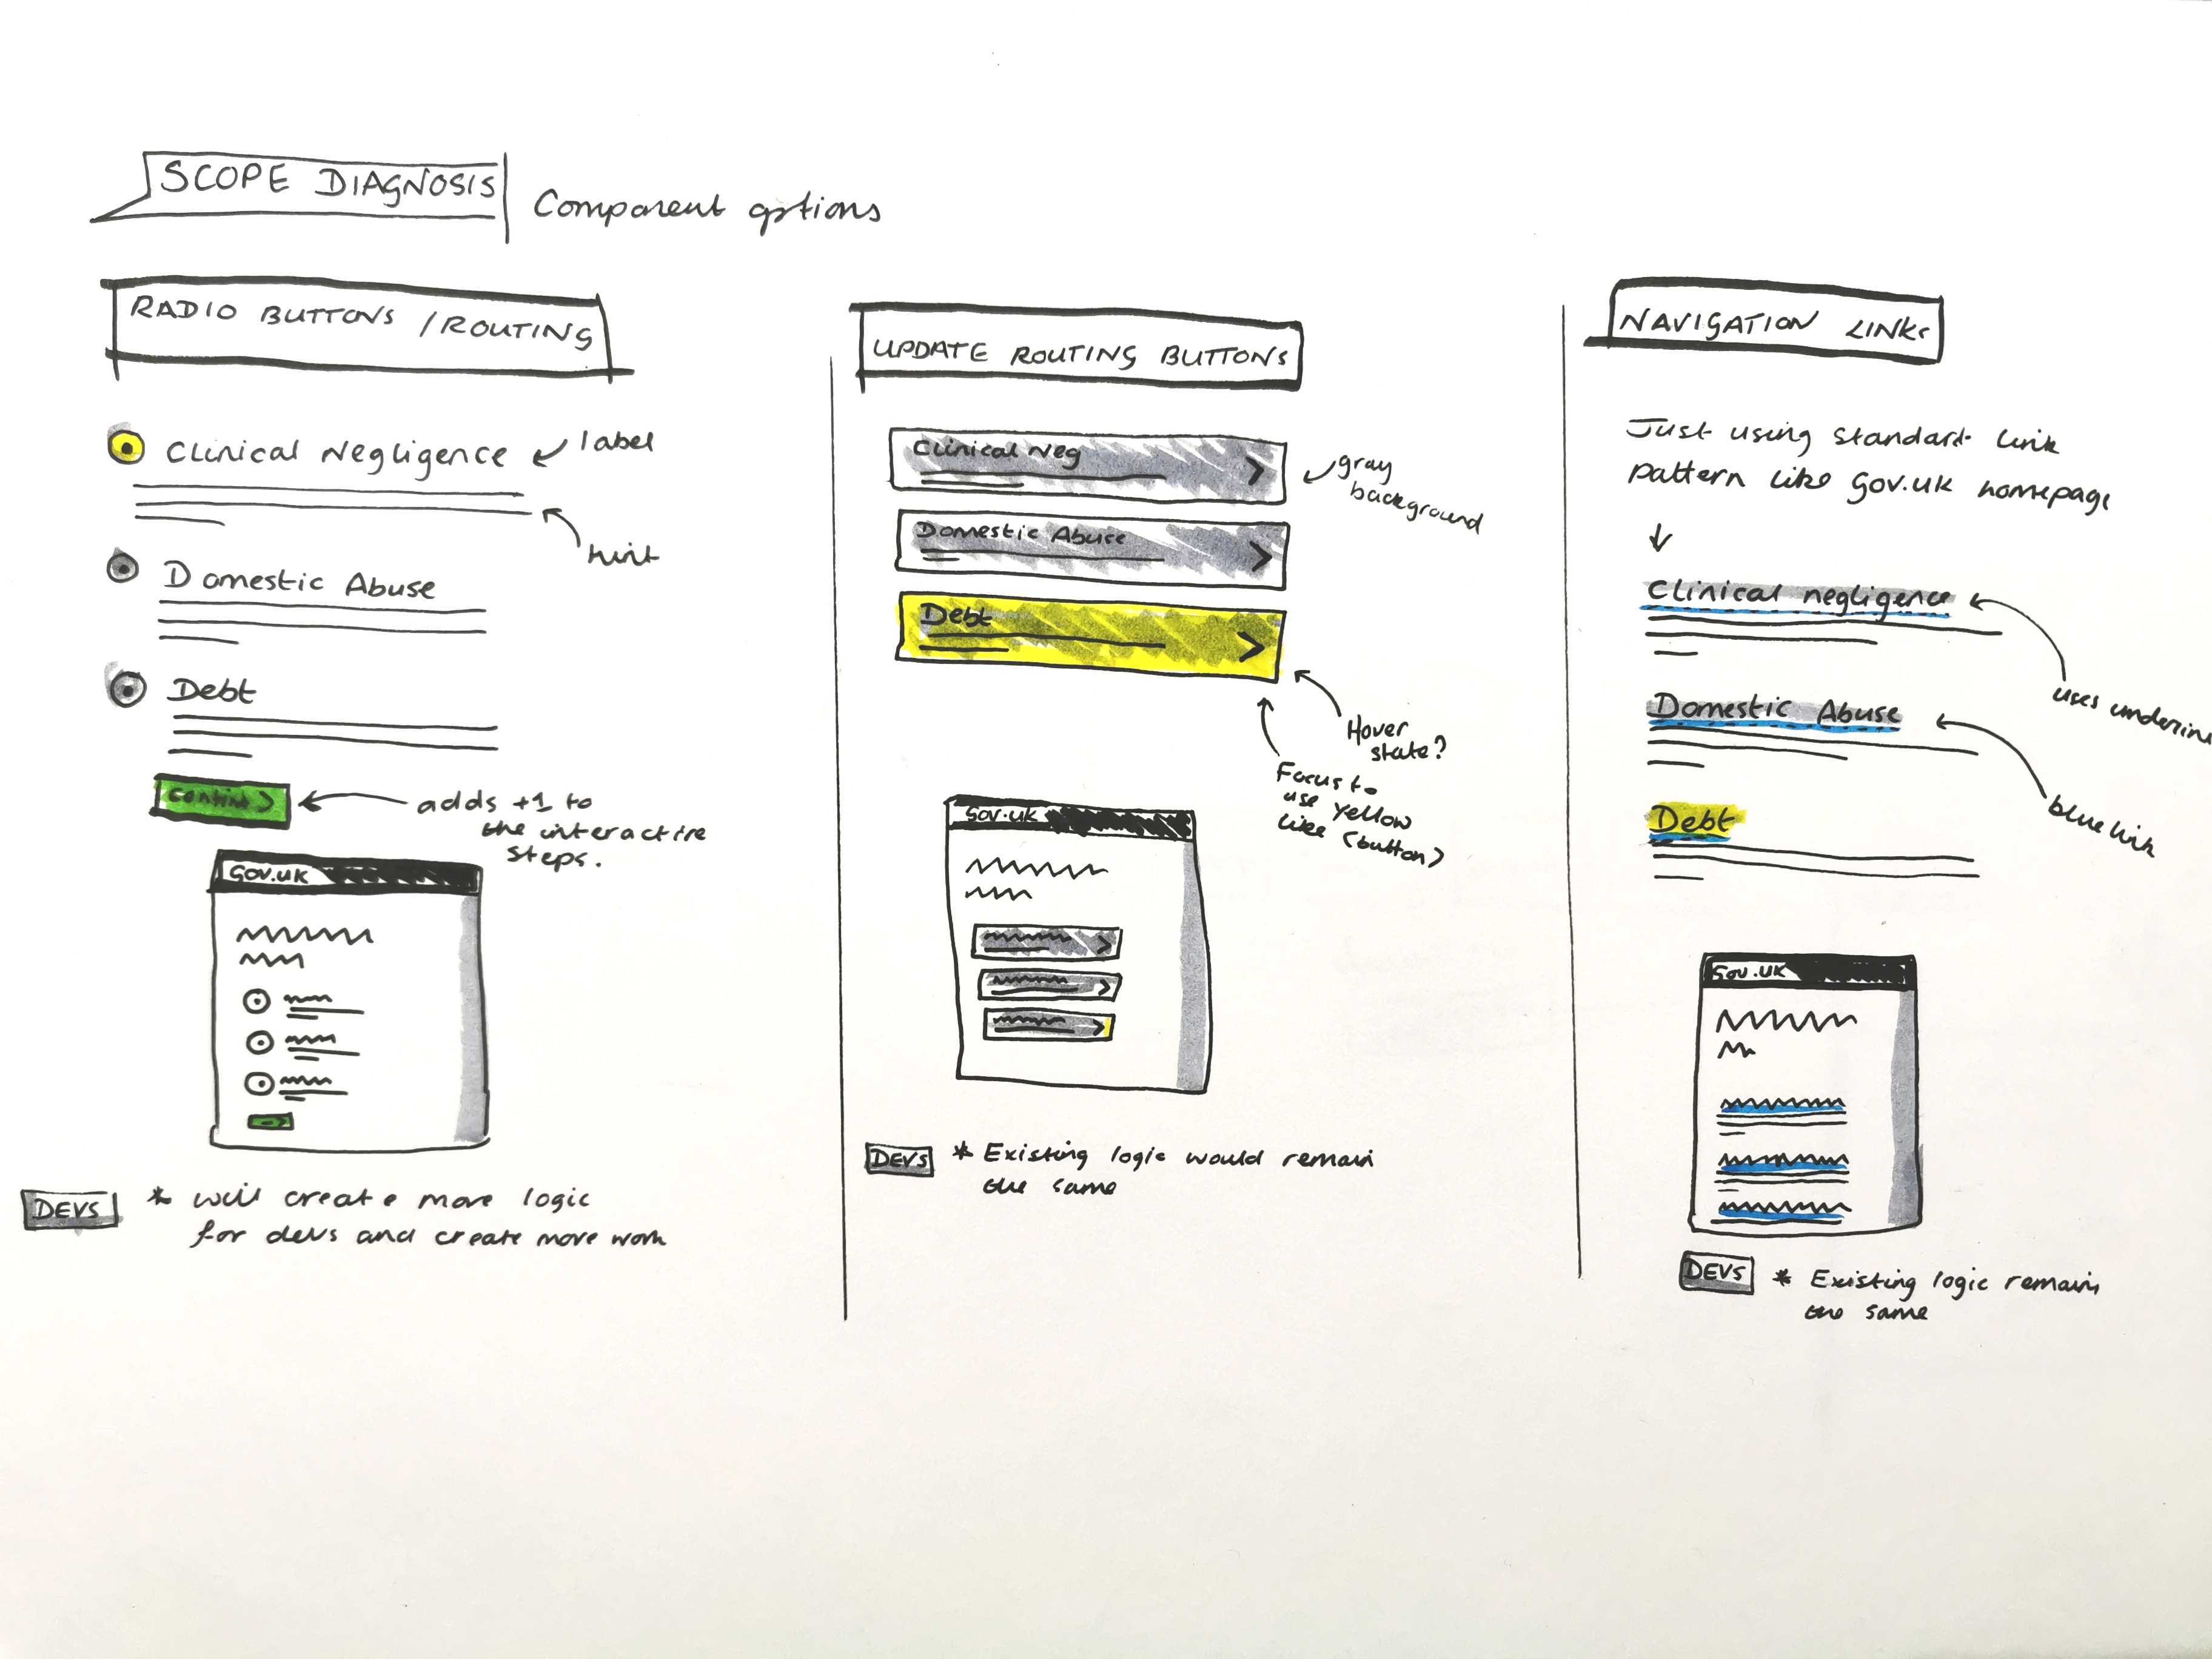 SCOPE DIAGNOSIS
Component options
RADIO BUTTONS / ROUTING
Clinical Negligence
label
hint
Domestic Abuse
Debt
continue >
adds +1 to
the interactive
steps.
GOV.UK
DEVS
* will create more logic
for devs and create more work
UPDATE ROUTING BUTTONS
Clinical Neg
gray
background
Domestic Abuse
Debt
Hover
state?
Focus to
use yellow
like (button)
GOV.UK
DEVS
* Existing logic would remain
the same
NAVIGATION LINKS
Just using standard link
pattern like Gov.uk homepage
Clinical negligence
uses underline
Domestic Abuse
blue link
Debt
Gov.UK
DEVS
* Existing logic remain
the same